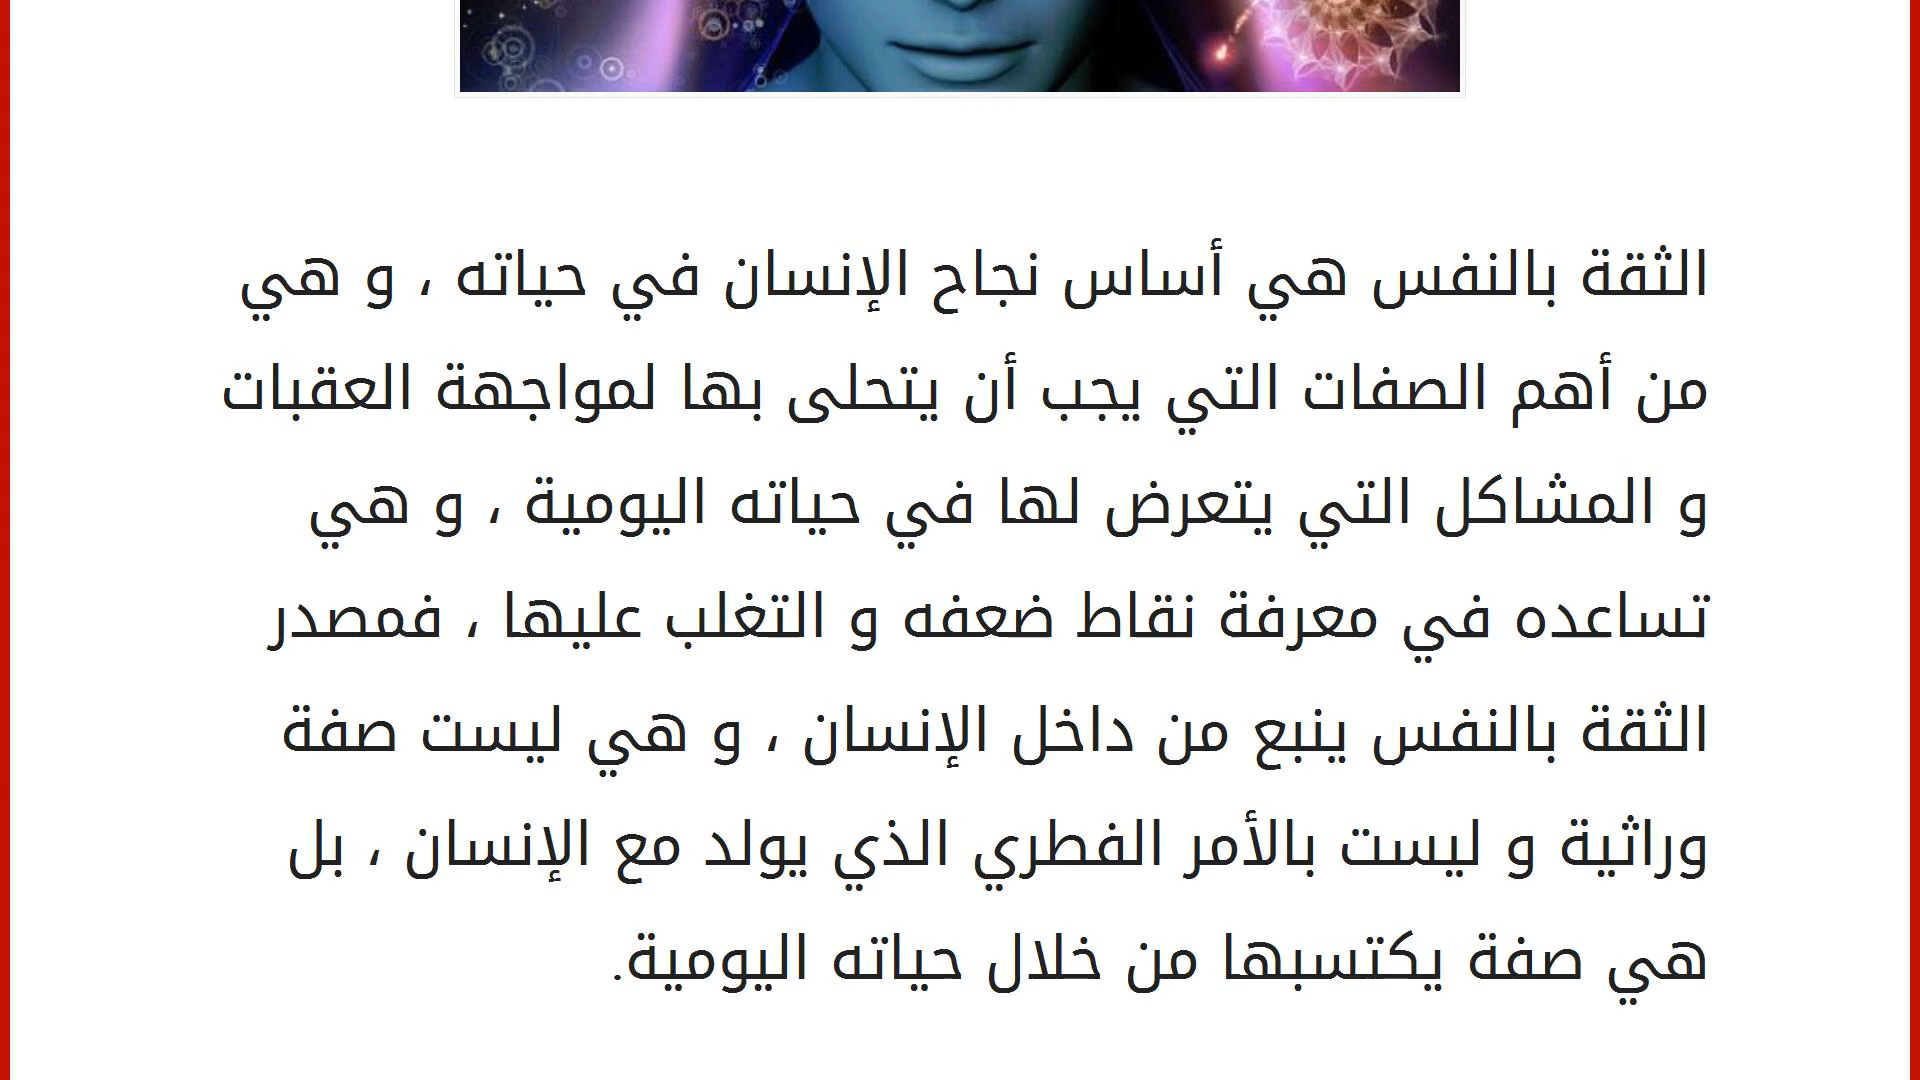 الثقة بالنفس هي أساس نجاح الإنسان في حياته ، و هي
من أهم الصفات التي يجب أن يتحلى بها لمواجهة العقبات
و المشاكل التي يتعرض لها في حياته اليومية ، و هي
تساعده في معرفة نقاط ضعفه و التغلب عليها ، فمصدر
الثقة بالنفس ينبع من داخل الإنسان ، و هي ليست صفة
وراثية و ليست بالأمر الفطري الذي يولد مع الإنسان ، بل
هي صفة يكتسبها من خلال حياته اليومية.